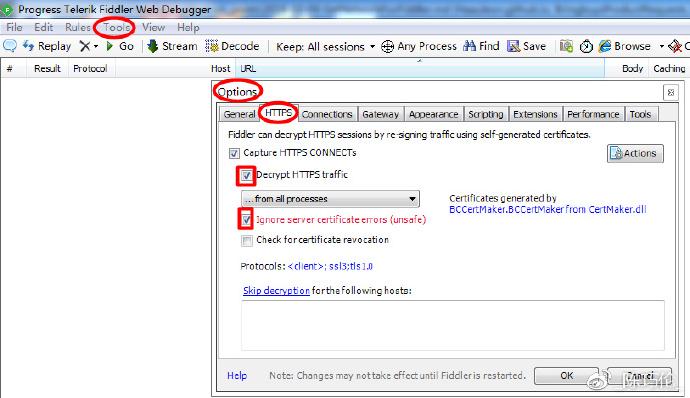 Progress Telerik Fiddler Web Debugger
File Edit Rules Tools View Help
Replay Go Stream Decode Keep: All sessions Any Process Find Save Browse
# Result Protocol Host URL Body Caching
Options
General HTTPS Connections Gateway Appearance Scripting Extensions Performance Tools
Fiddler can decrypt HTTPS sessions by re-signing traffic using self-generated certificates.
Capture HTTPS CONNECTs
Actions
Decrypt HTTPS traffic
...from all processes
Certificates generated by
BCCertMaker.BCCertMaker from CertMaker.dll
Ignore server certificate errors (unsafe)
Check for certificate revocation
Protocols: <client>; ssl3;tls1.0
Skip decryption for the following hosts:
Help Note: Changes may not take effect until Fiddler is restarted. OK Cancel